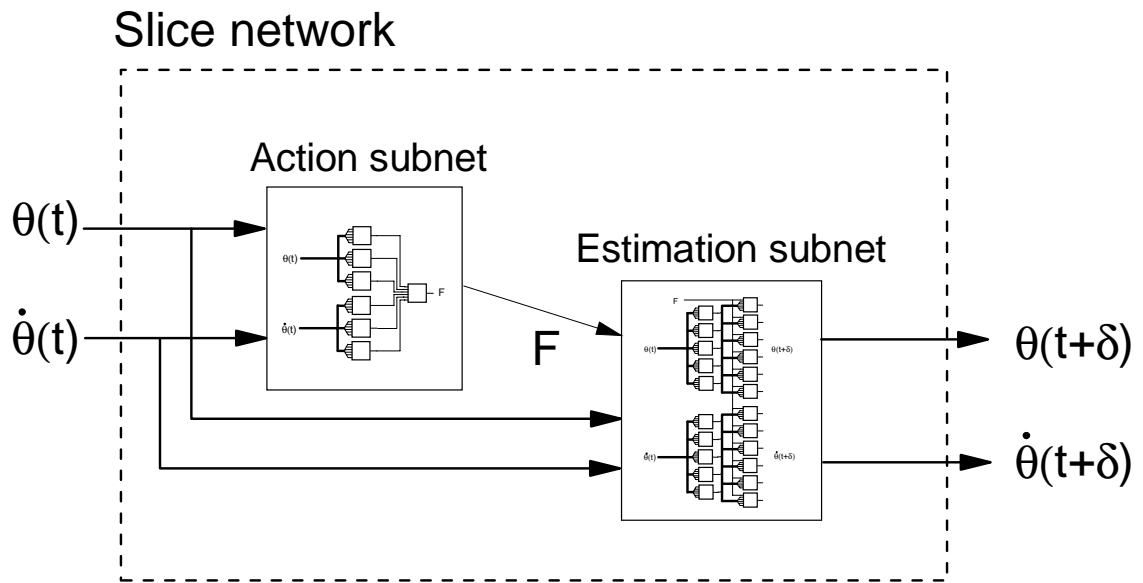 Slice network
Action subnet
θ(t)
θ(t)
F
θ̇(t)
θ̇(t)
Estimation subnet
F
F
θ(t)
θ(t+δ)
θ̇(t)
θ̇(t+δ)
θ(t+δ)
θ̇(t+δ)